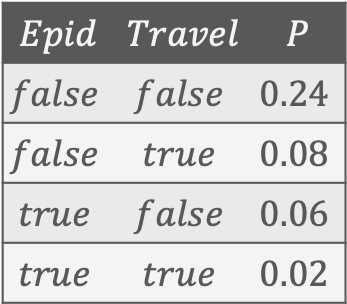 Epid Travel P
false false 0.24
false true 0.08
true false 0.06
true true 0.02